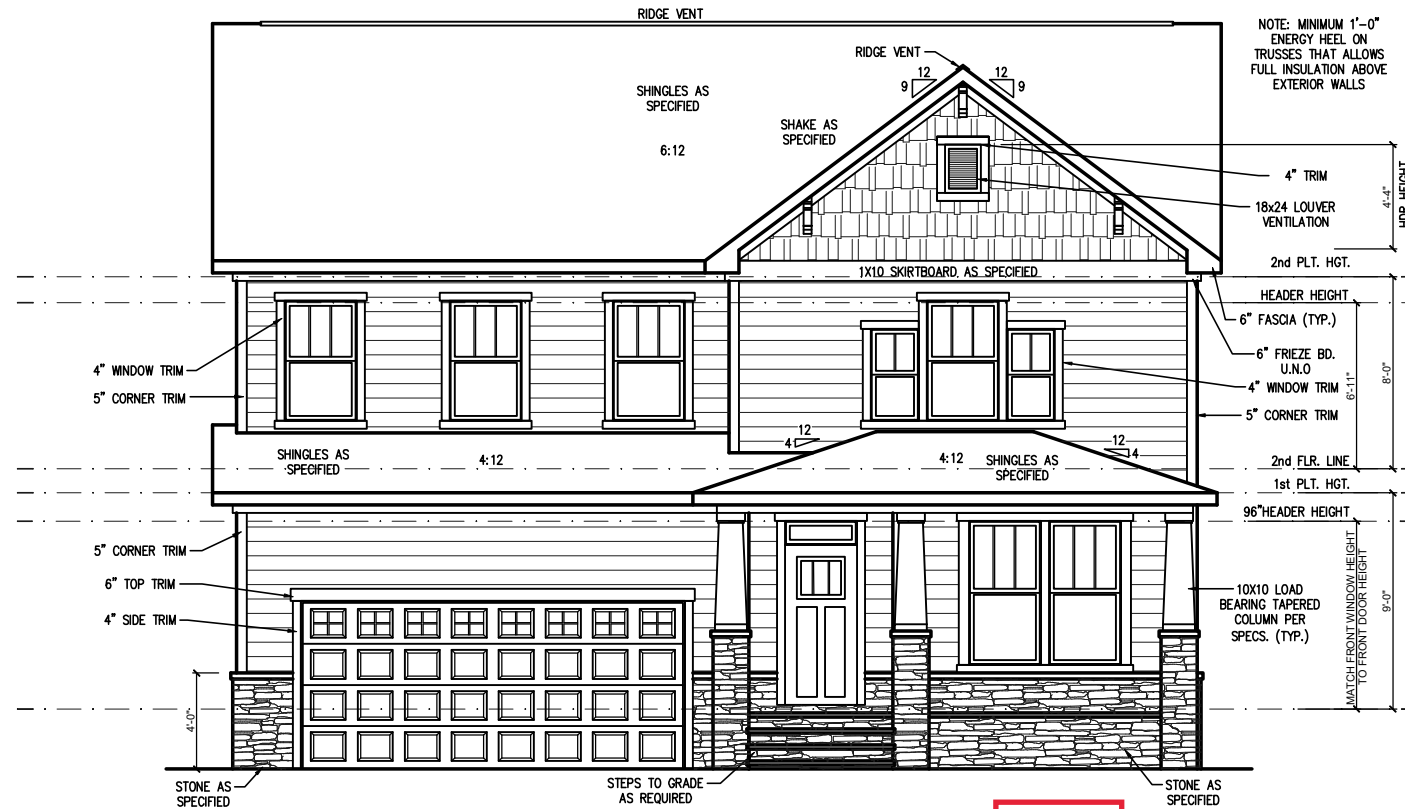 RIDGE VENT
NOTE: MINIMUM 1'-0"
ENERGY HEEL ON
TRUSSES THAT ALLOWS
FULL INSULATION ABOVE
EXTERIOR WALLS
RIDGE VENT
12
9
12
9
SHINGLES AS
SPECIFIED
6:12
SHAKE AS
SPECIFIED
4" TRIM
18x24 LOUVER
VENTILATION
4'-4"
HDR HEIGHT
2nd PLT. HGT.
1X10 SKIRTBOARD, AS SPECIFIED
HEADER HEIGHT
6" FASCIA (TYP.)
6" FRIEZE BD.
U.N.O
4" WINDOW TRIM
5" CORNER TRIM
4" WINDOW TRIM
5" CORNER TRIM
6'-11"
8'-0"
12
4
12
4
SHINGLES AS
SPECIFIED
4:12
4:12
SHINGLES AS
SPECIFIED
2nd FLR. LINE
1st PLT. HGT.
96"HEADER HEIGHT
5" CORNER TRIM
6" TOP TRIM
4" SIDE TRIM
10X10 LOAD
BEARING TAPERED
COLUMN PER
SPECS. (TYP.)
MATCH FRONT WINDOW HEIGHT
TO FRONT DOOR HEIGHT
9'-0"
4'-0"
STONE AS
SPECIFIED
STEPS TO GRADE
AS REQUIRED
STONE AS
SPECIFIED